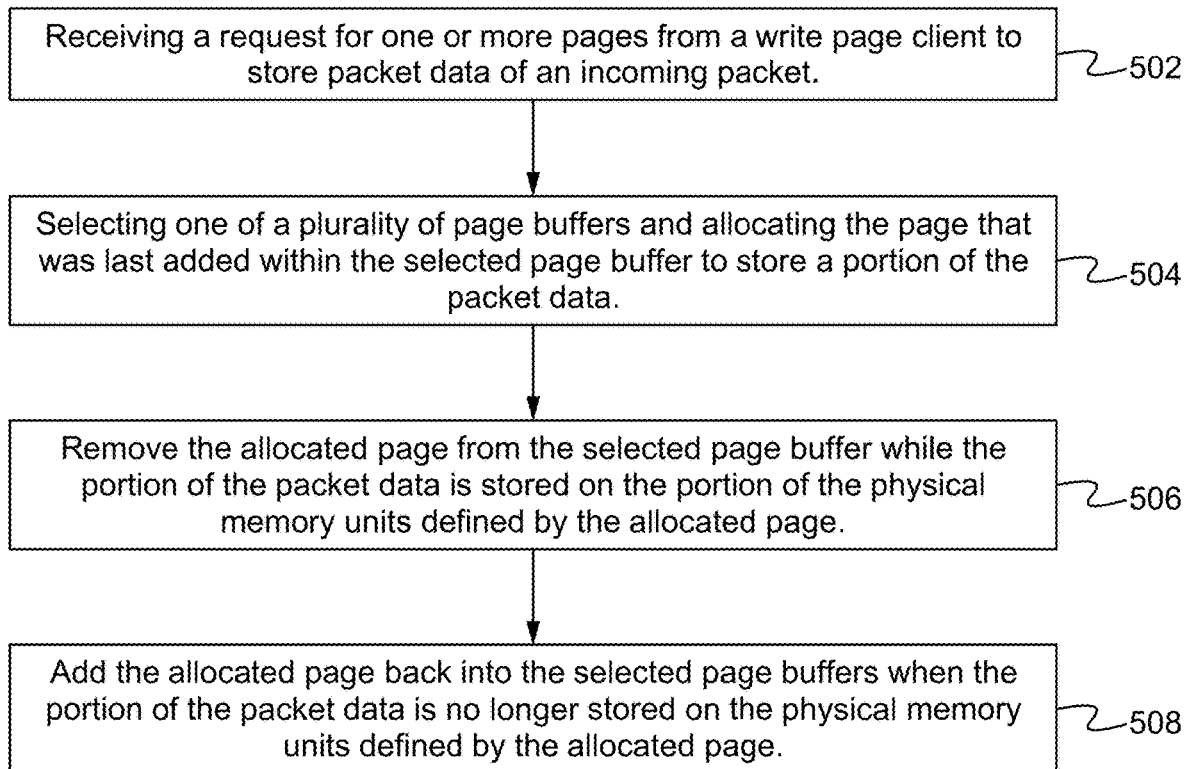 Receiving a request for one or more pages from a write page client to
store packet data of an incoming packet.
502
Selecting one of a plurality of page buffers and allocating the page that
was last added within the selected page buffer to store a portion of the
packet data.
504
Remove the allocated page from the selected page buffer while the
portion of the packet data is stored on the portion of the physical
memory units defined by the allocated page.
506
Add the allocated page back into the selected page buffers when the
portion of the packet data is no longer stored on the physical memory
units defined by the allocated page.
508